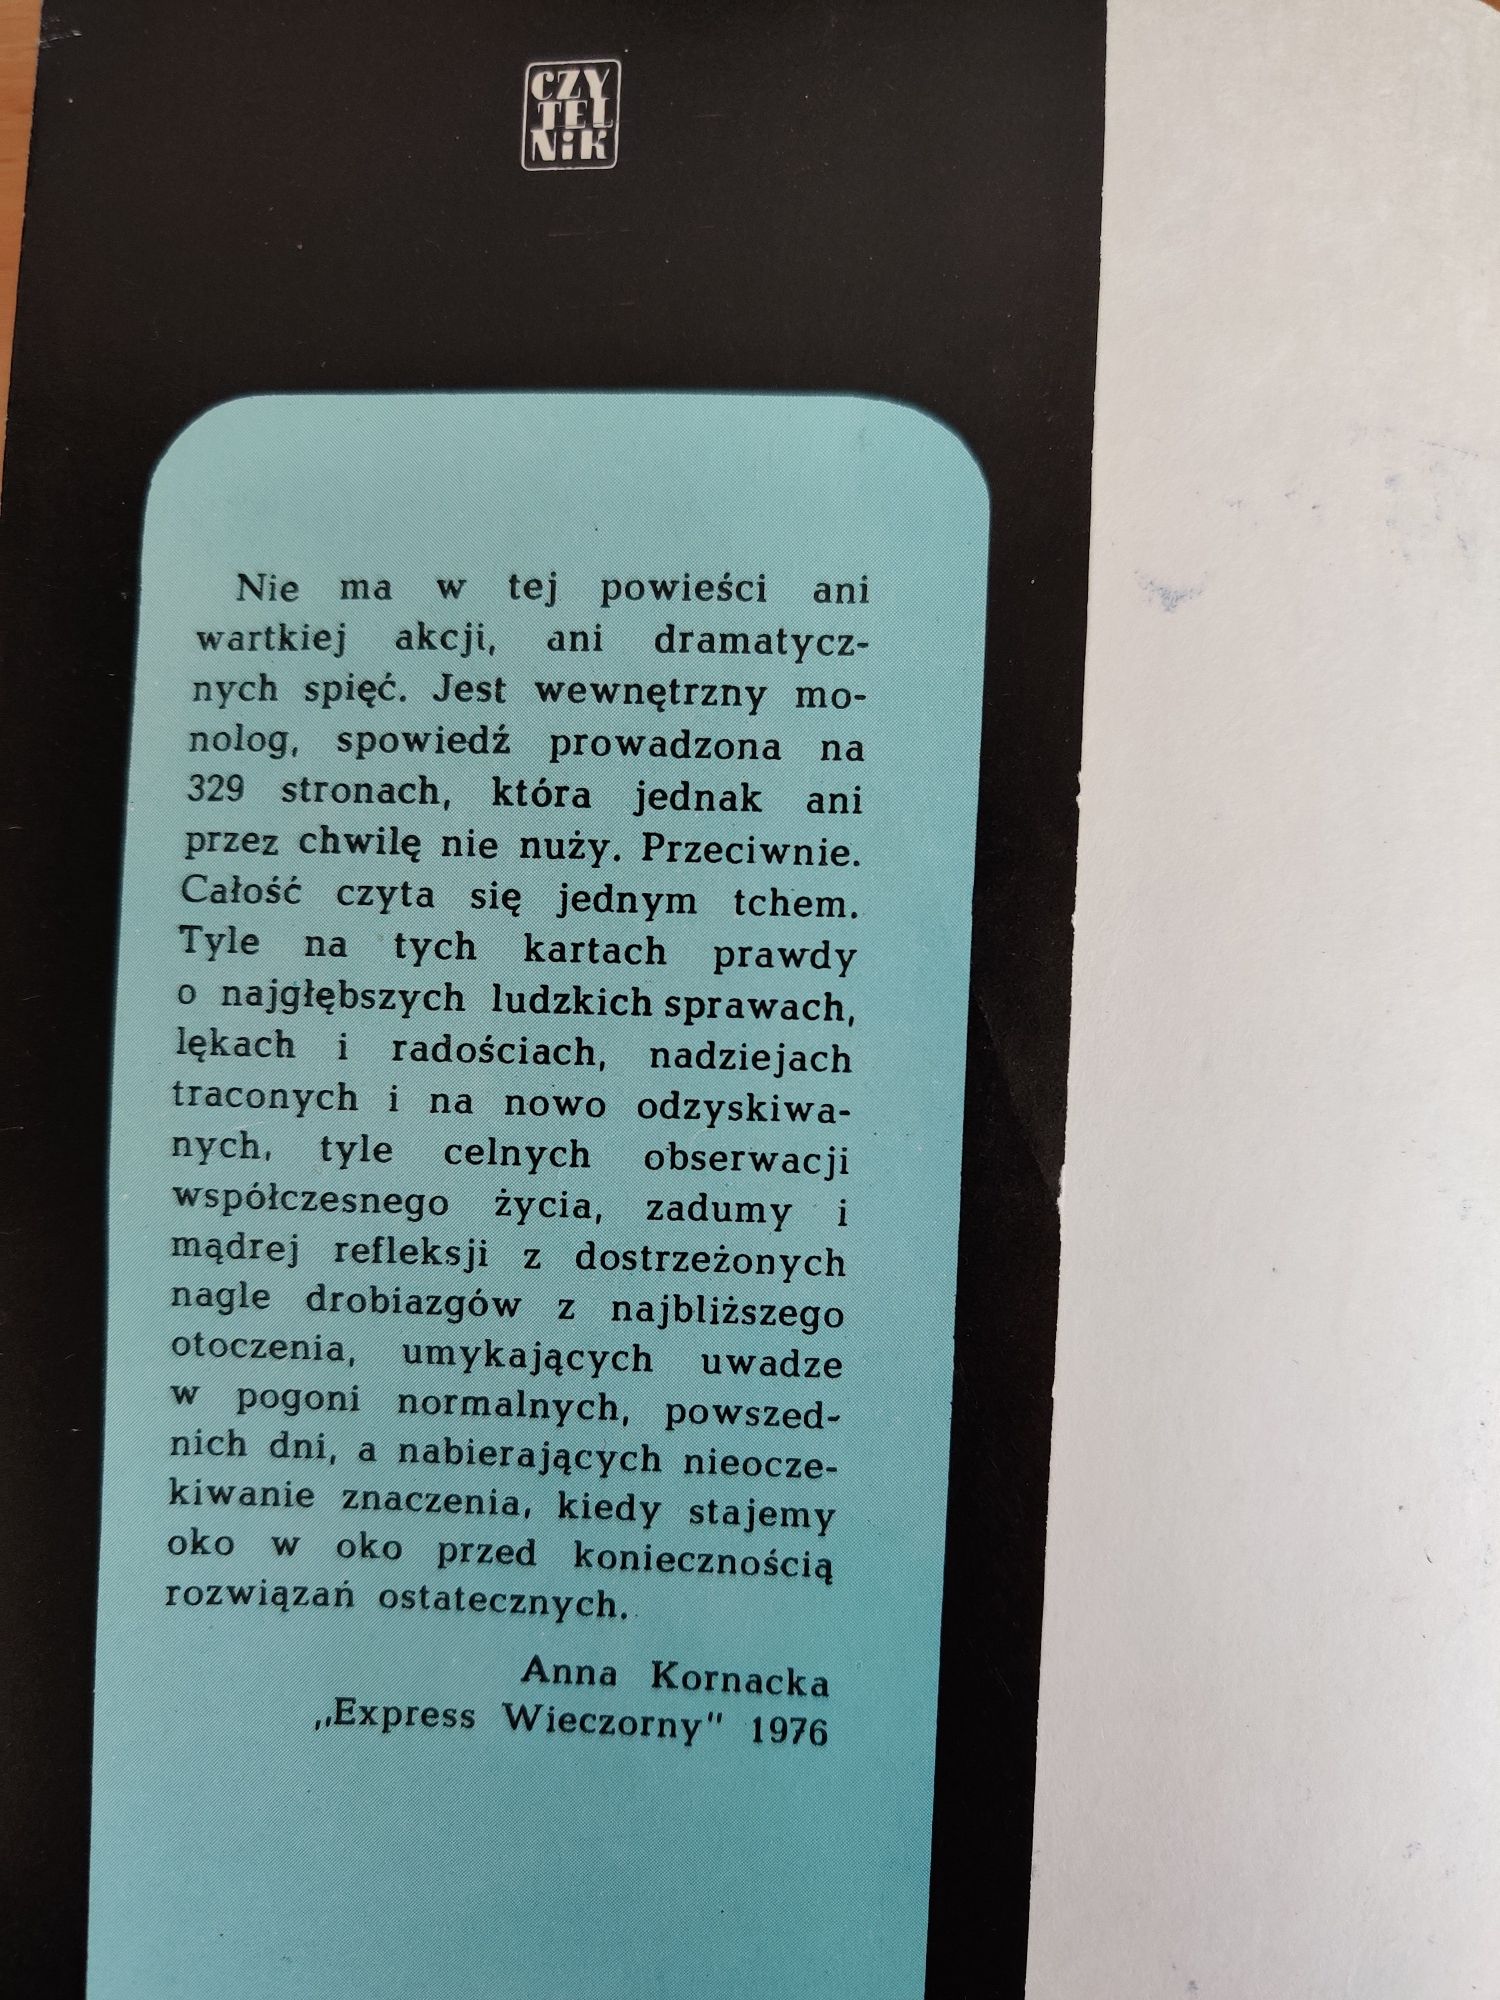 CZY
TEL
NiK
Nie ma w tej powieści ani
wartkiej akcji, ani dramatycz-
nych spięć. Jest wewnętrzny mo-
nolog, spowiedź prowadzona na
329 stronach, która jednak ani
przez chwilę nie nuży. Przeciwnie.
Całość czyta się jednym tchem.
Tyle na tych kartach prawdy
o najgłębszych ludzkich sprawach,
lękach i radościach, nadziejach
traconych i na nowo odzyskiwa-
nych, tyle celnych obserwacji
współczesnego życia, zadumy i
mądrej refleksji z dostrzeżonych
nagle drobiazgów z najbliższego
otoczenia, umykających uwadze
w pogoni normalnych, powszed-
nich dni, a nabierających nieocze-
kiwanie znaczenia, kiedy stajemy
oko w oko przed koniecznością
rozwiązań ostatecznych.
Anna Kornacka
„Express Wieczorny" 1976